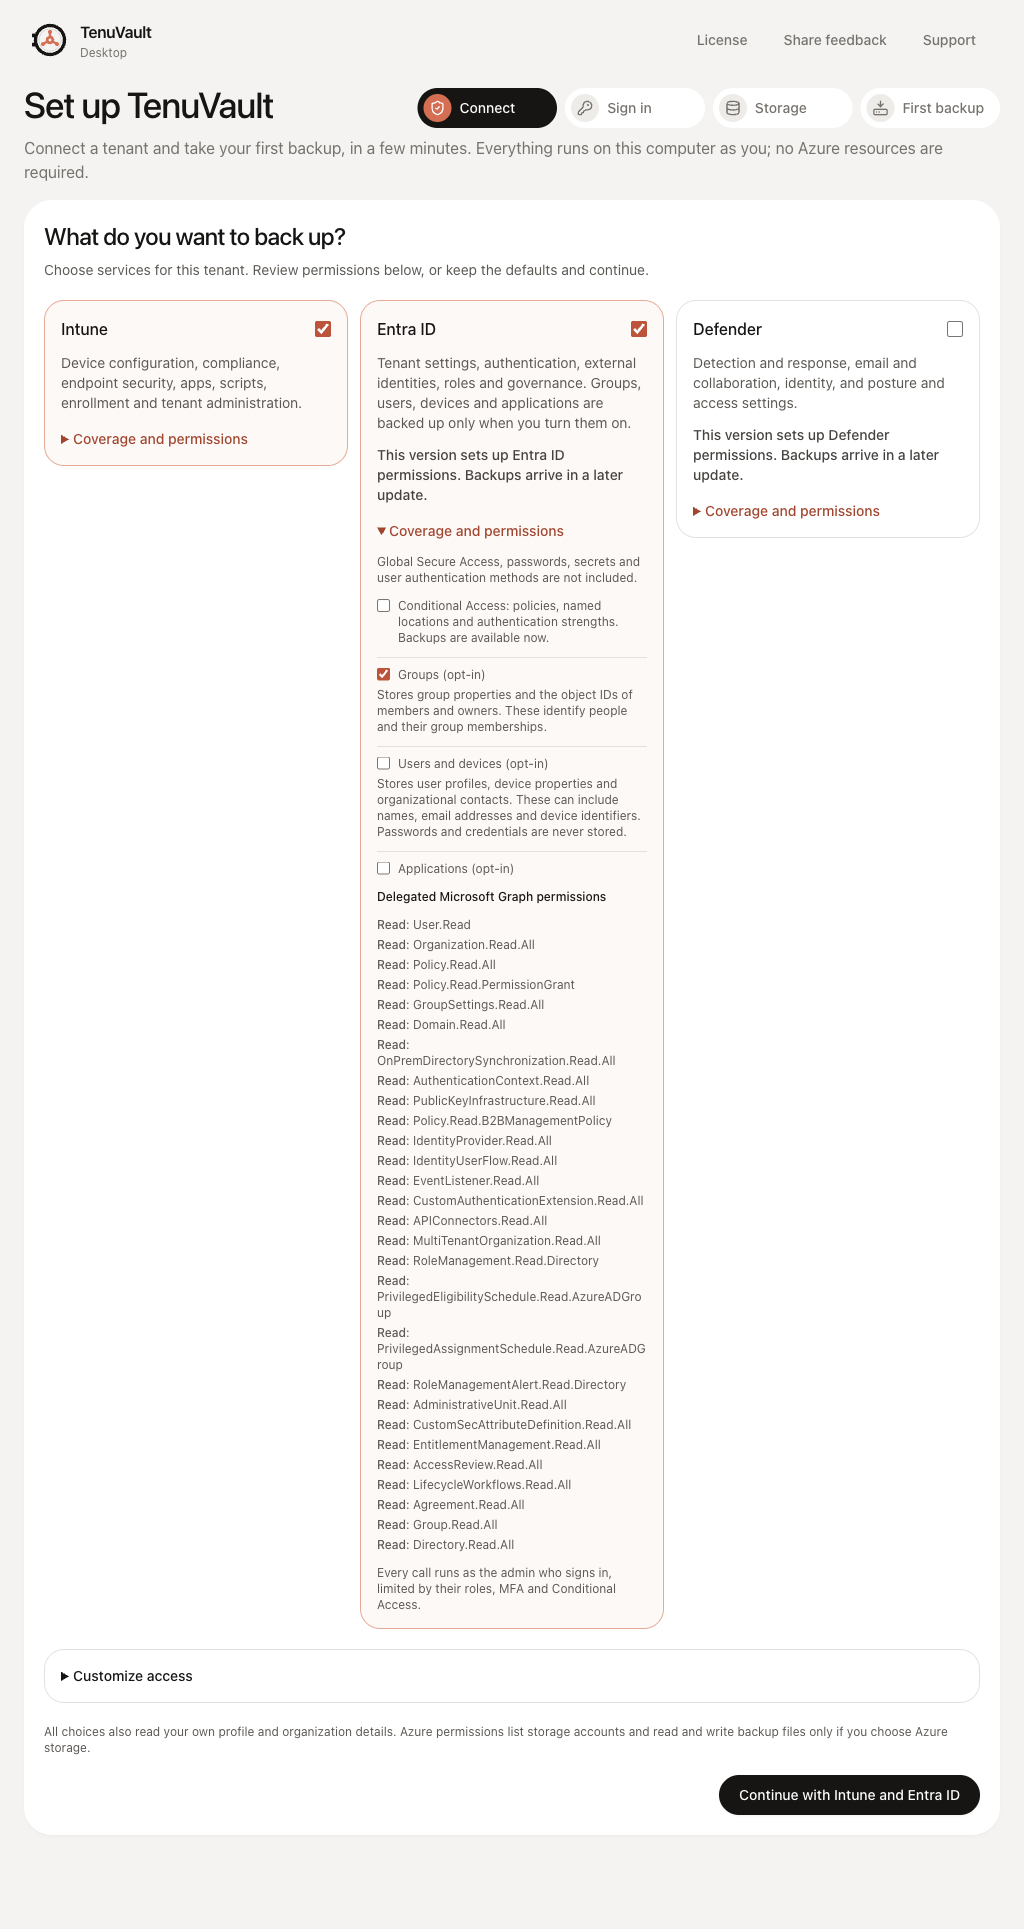 TenuVault
Desktop
License
Share feedback
Support
Set up TenuVault
Connect
Sign in
Storage
First backup
Connect a tenant and take your first backup, in a few minutes. Everything runs on this computer as you; no Azure resources are
required.
What do you want to back up?
Choose services for this tenant. Review permissions below, or keep the defaults and continue.
Intune
Device configuration, compliance,
endpoint security, apps, scripts,
enrollment and tenant administration.
Coverage and permissions
Entra ID
Tenant settings, authentication, external
identities, roles and governance. Groups,
users, devices and applications are
backed up only when you turn them on.
This version sets up Entra ID
permissions. Backups arrive in a later
update.
Coverage and permissions
Global Secure Access, passwords, secrets and
user authentication methods are not included.
Conditional Access: policies, named
locations and authentication strengths.
Backups are available now.
Groups (opt-in)
Stores group properties and the object IDs of
members and owners. These identify people
and their group memberships.
Users and devices (opt-in)
Stores user profiles, device properties and
organizational contacts. These can include
names, email addresses and device identifiers.
Passwords and credentials are never stored.
Applications (opt-in)
Delegated Microsoft Graph permissions
Read: User.Read
Read: Organization.Read.All
Read: Policy.Read.All
Read: Policy.Read.PermissionGrant
Read: GroupSettings.Read.All
Read: Domain.Read.All
Read:
OnPremDirectorySynchronization.Read.All
Read: AuthenticationContext.Read.All
Read: PublicKeyInfrastructure.Read.All
Read: Policy.Read.B2BManagementPolicy
Read: IdentityProvider.Read.All
Read: IdentityUserFlow.Read.All
Read: EventListener.Read.All
Read: CustomAuthenticationExtension.Read.All
Read: APIConnectors.Read.All
Read: MultiTenantOrganization.Read.All
Read: RoleManagement.Read.Directory
Read:
PrivilegedEligibilitySchedule.Read.AzureADGro
up
Read:
PrivilegedAssignmentSchedule.Read.AzureADG
roup
Read: RoleManagementAlert.Read.Directory
Read: AdministrativeUnit.Read.All
Read: CustomSecAttributeDefinition.Read.All
Read: EntitlementManagement.Read.All
Read: AccessReview.Read.All
Read: LifecycleWorkflows.Read.All
Read: Agreement.Read.All
Read: Group.Read.All
Read: Directory.Read.All
Every call runs as the admin who signs in,
limited by their roles, MFA and Conditional
Access.
Defender
Detection and response, email and
collaboration, identity, and posture and
access settings.
This version sets up Defender
permissions. Backups arrive in a later
update.
Coverage and permissions
Customize access
All choices also read your own profile and organization details. Azure permissions list storage accounts and read and write backup files only if you choose Azure
storage.
Continue with Intune and Entra ID